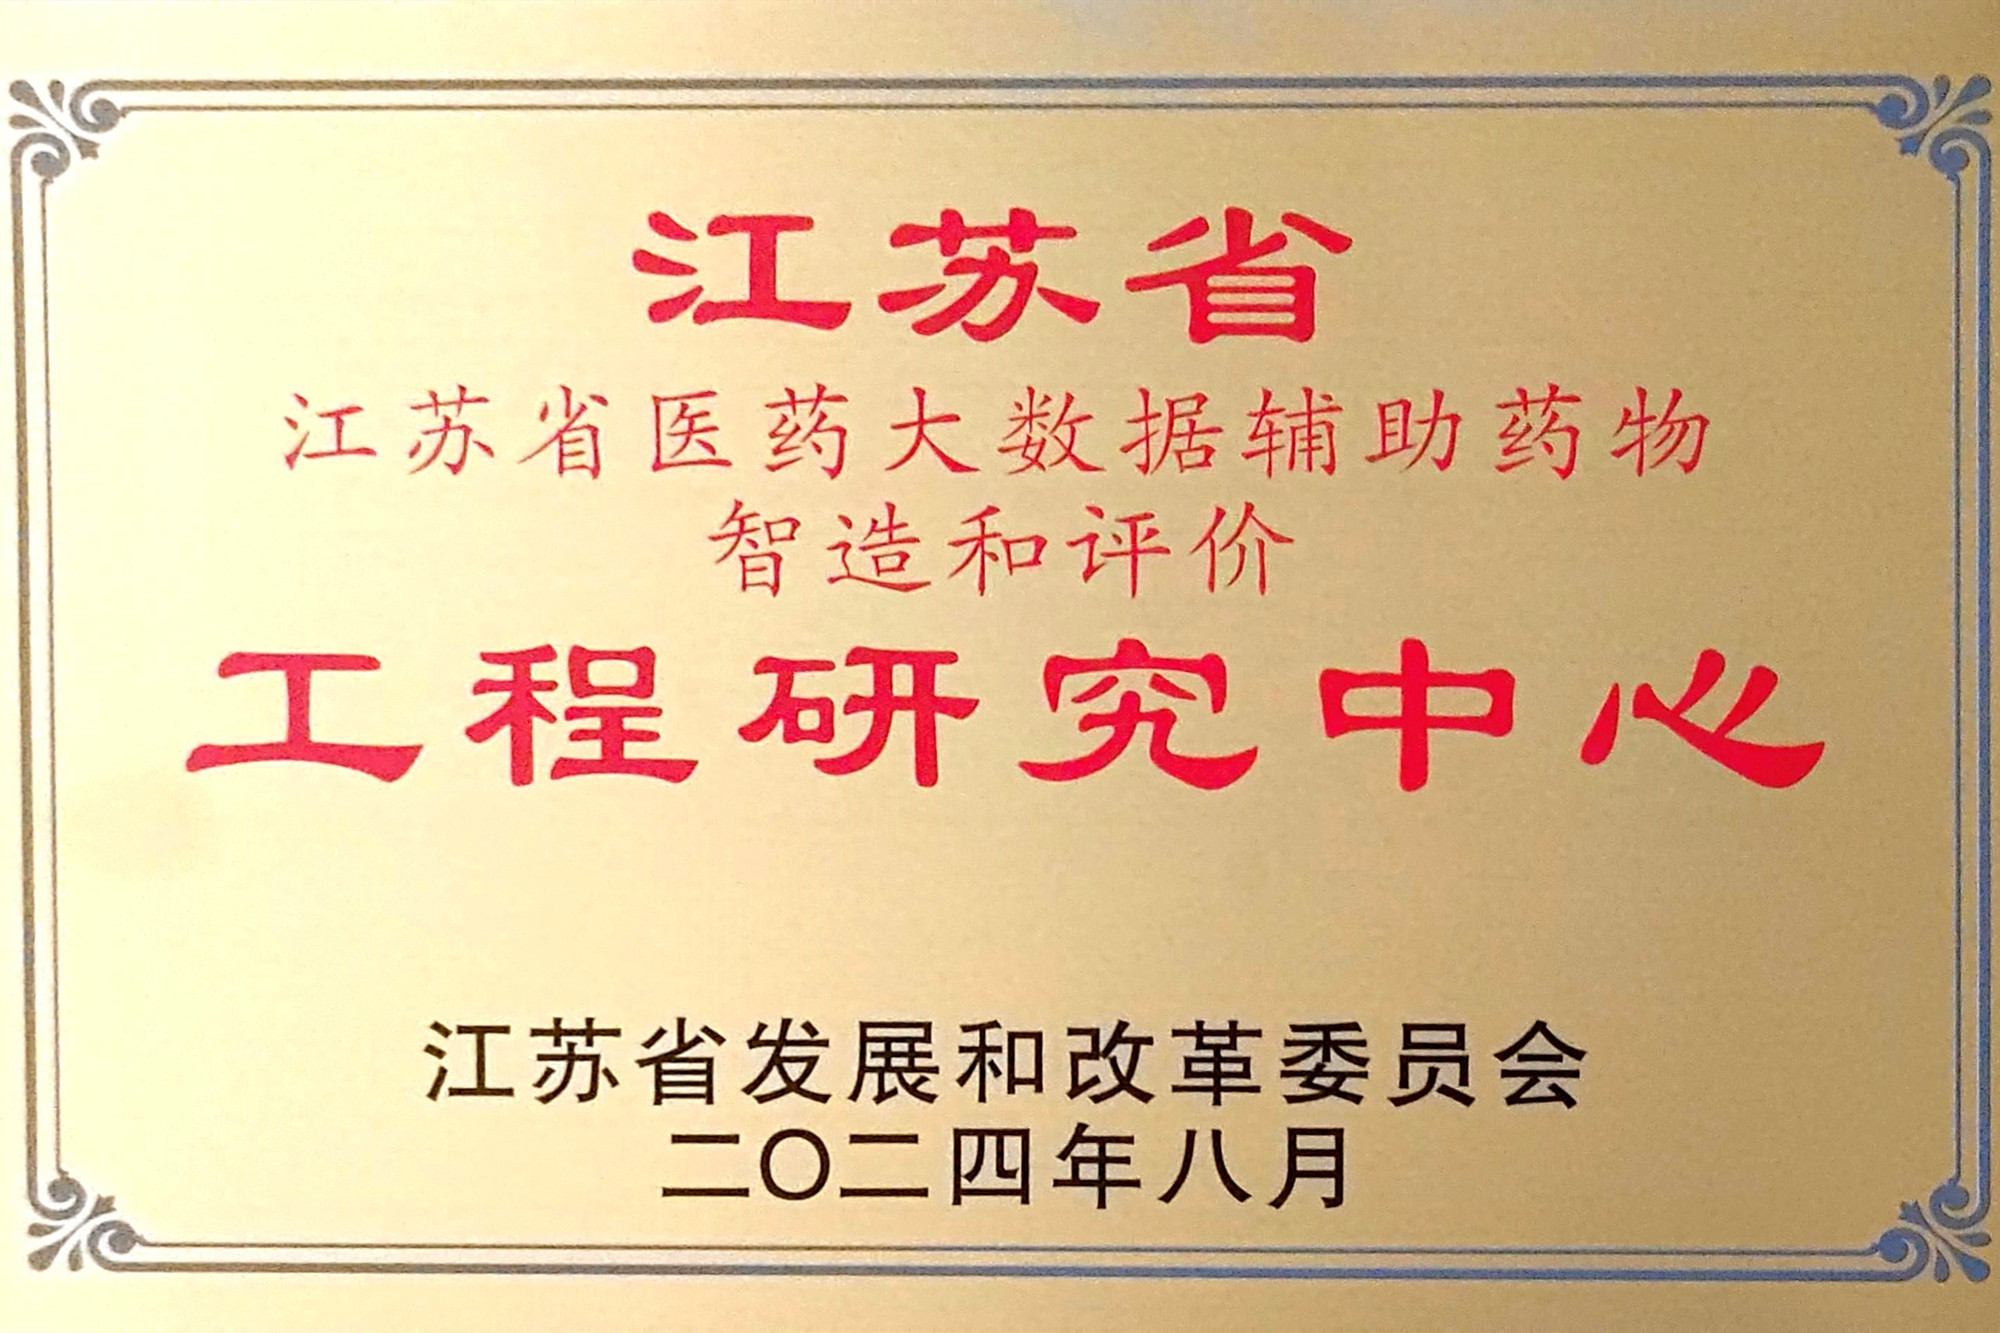 江苏省
江苏省医药大数据辅助药物
智造和评价
工程研究中心
江苏省发展和改革委员会
二〇二四年八月